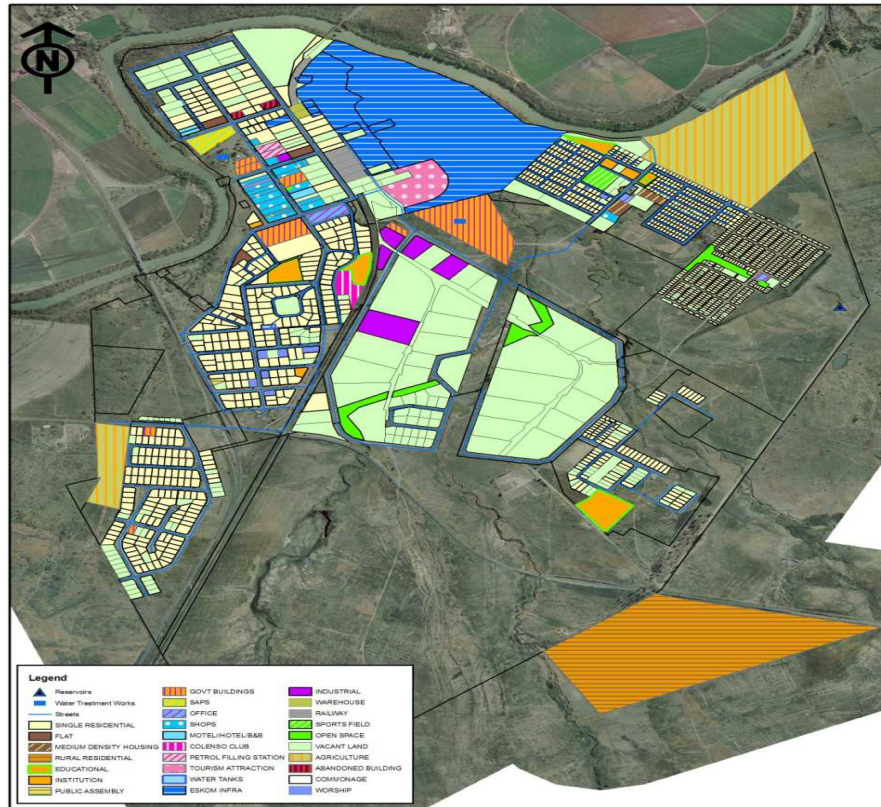 N
Legend
Reservoirs
Water Treatment Works
Streets
SINGLE RESIDENTIAL
FLAT
MEDIUM DENSITY HOUSING
RURAL RESIDENTIAL
EDUCATIONAL
INSTITUTION
PUBLIC ASSEMBLY
GOVT BUILDINGS
SAPS
OFFICE
SHOPS
MOTEL//HOTEL/B&B
COLENSO CLUB
PETROL FILLING STATION
TOURISM ATTRACTION
WATER TANKS
ESKOM INFRA
INDUSTRIAL
WAREHOUSE
RAILWAY
SPORTS FIELD
OPEN SPACE
VACANT LAND
AGRICULTURE
ABANDONED BUILDING
COMMONAGE
WORSHIP